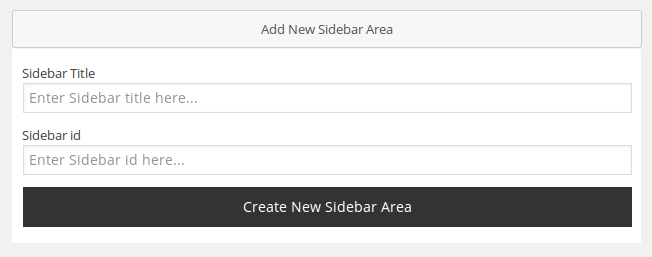 Add New Sidebar Area
Sidebar Title
Enter Sidebar title here...
Sidebar id
Enter Sidebar id here...
Create New Sidebar Area